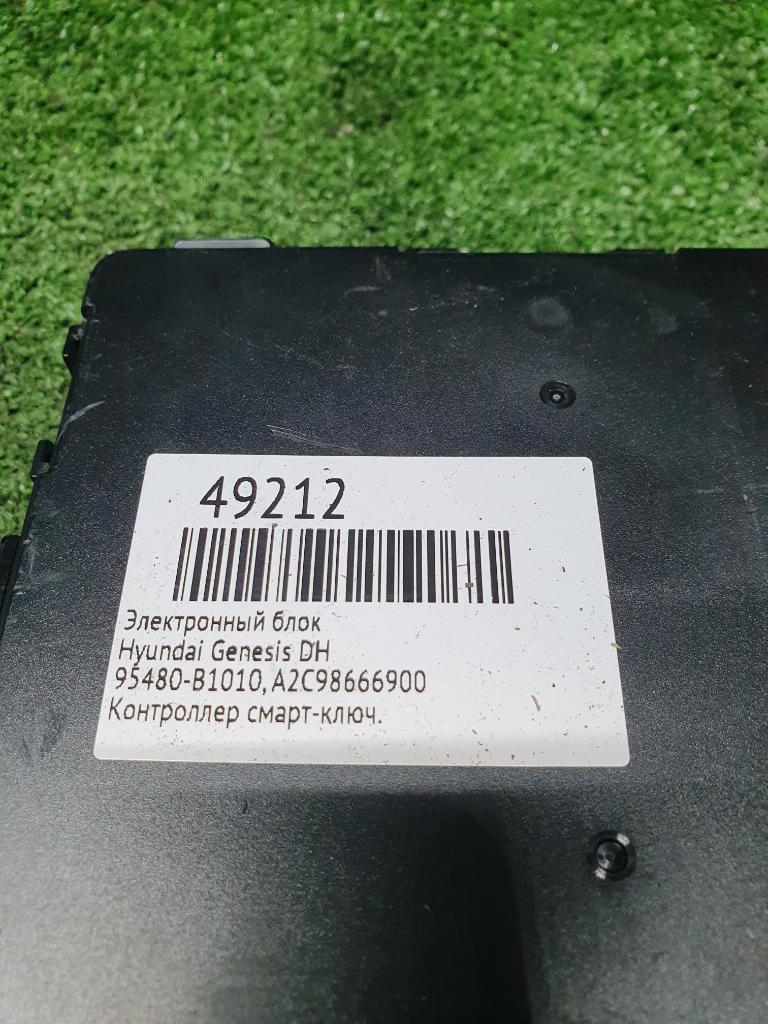 49212
Электронный блок
Hyundai Genesis DH
95480-B1010, A2C98666900
Контроллер смарт-ключ.